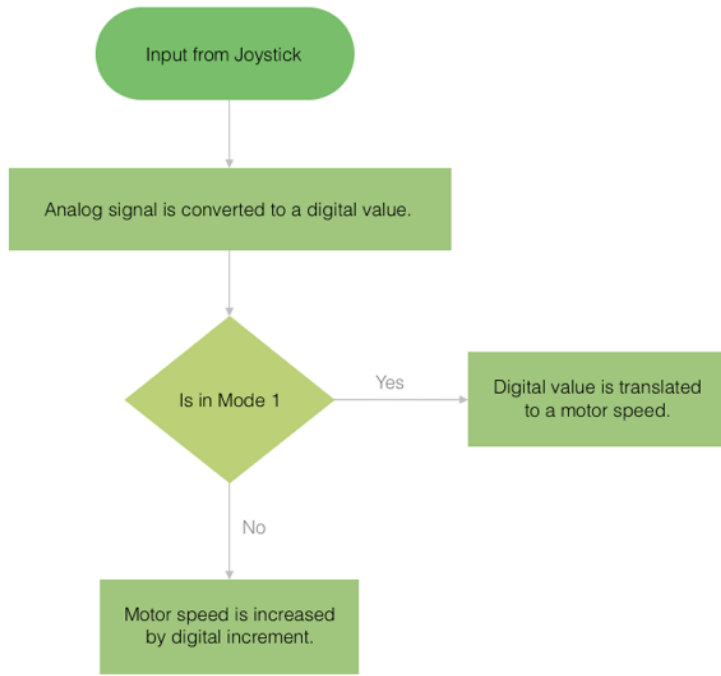 Input from Joystick
Analog signal is converted to a digital value.
Is in Mode 1
Yes
Digital value is translated
to a motor speed.
No
Motor speed is increased
by digital increment.